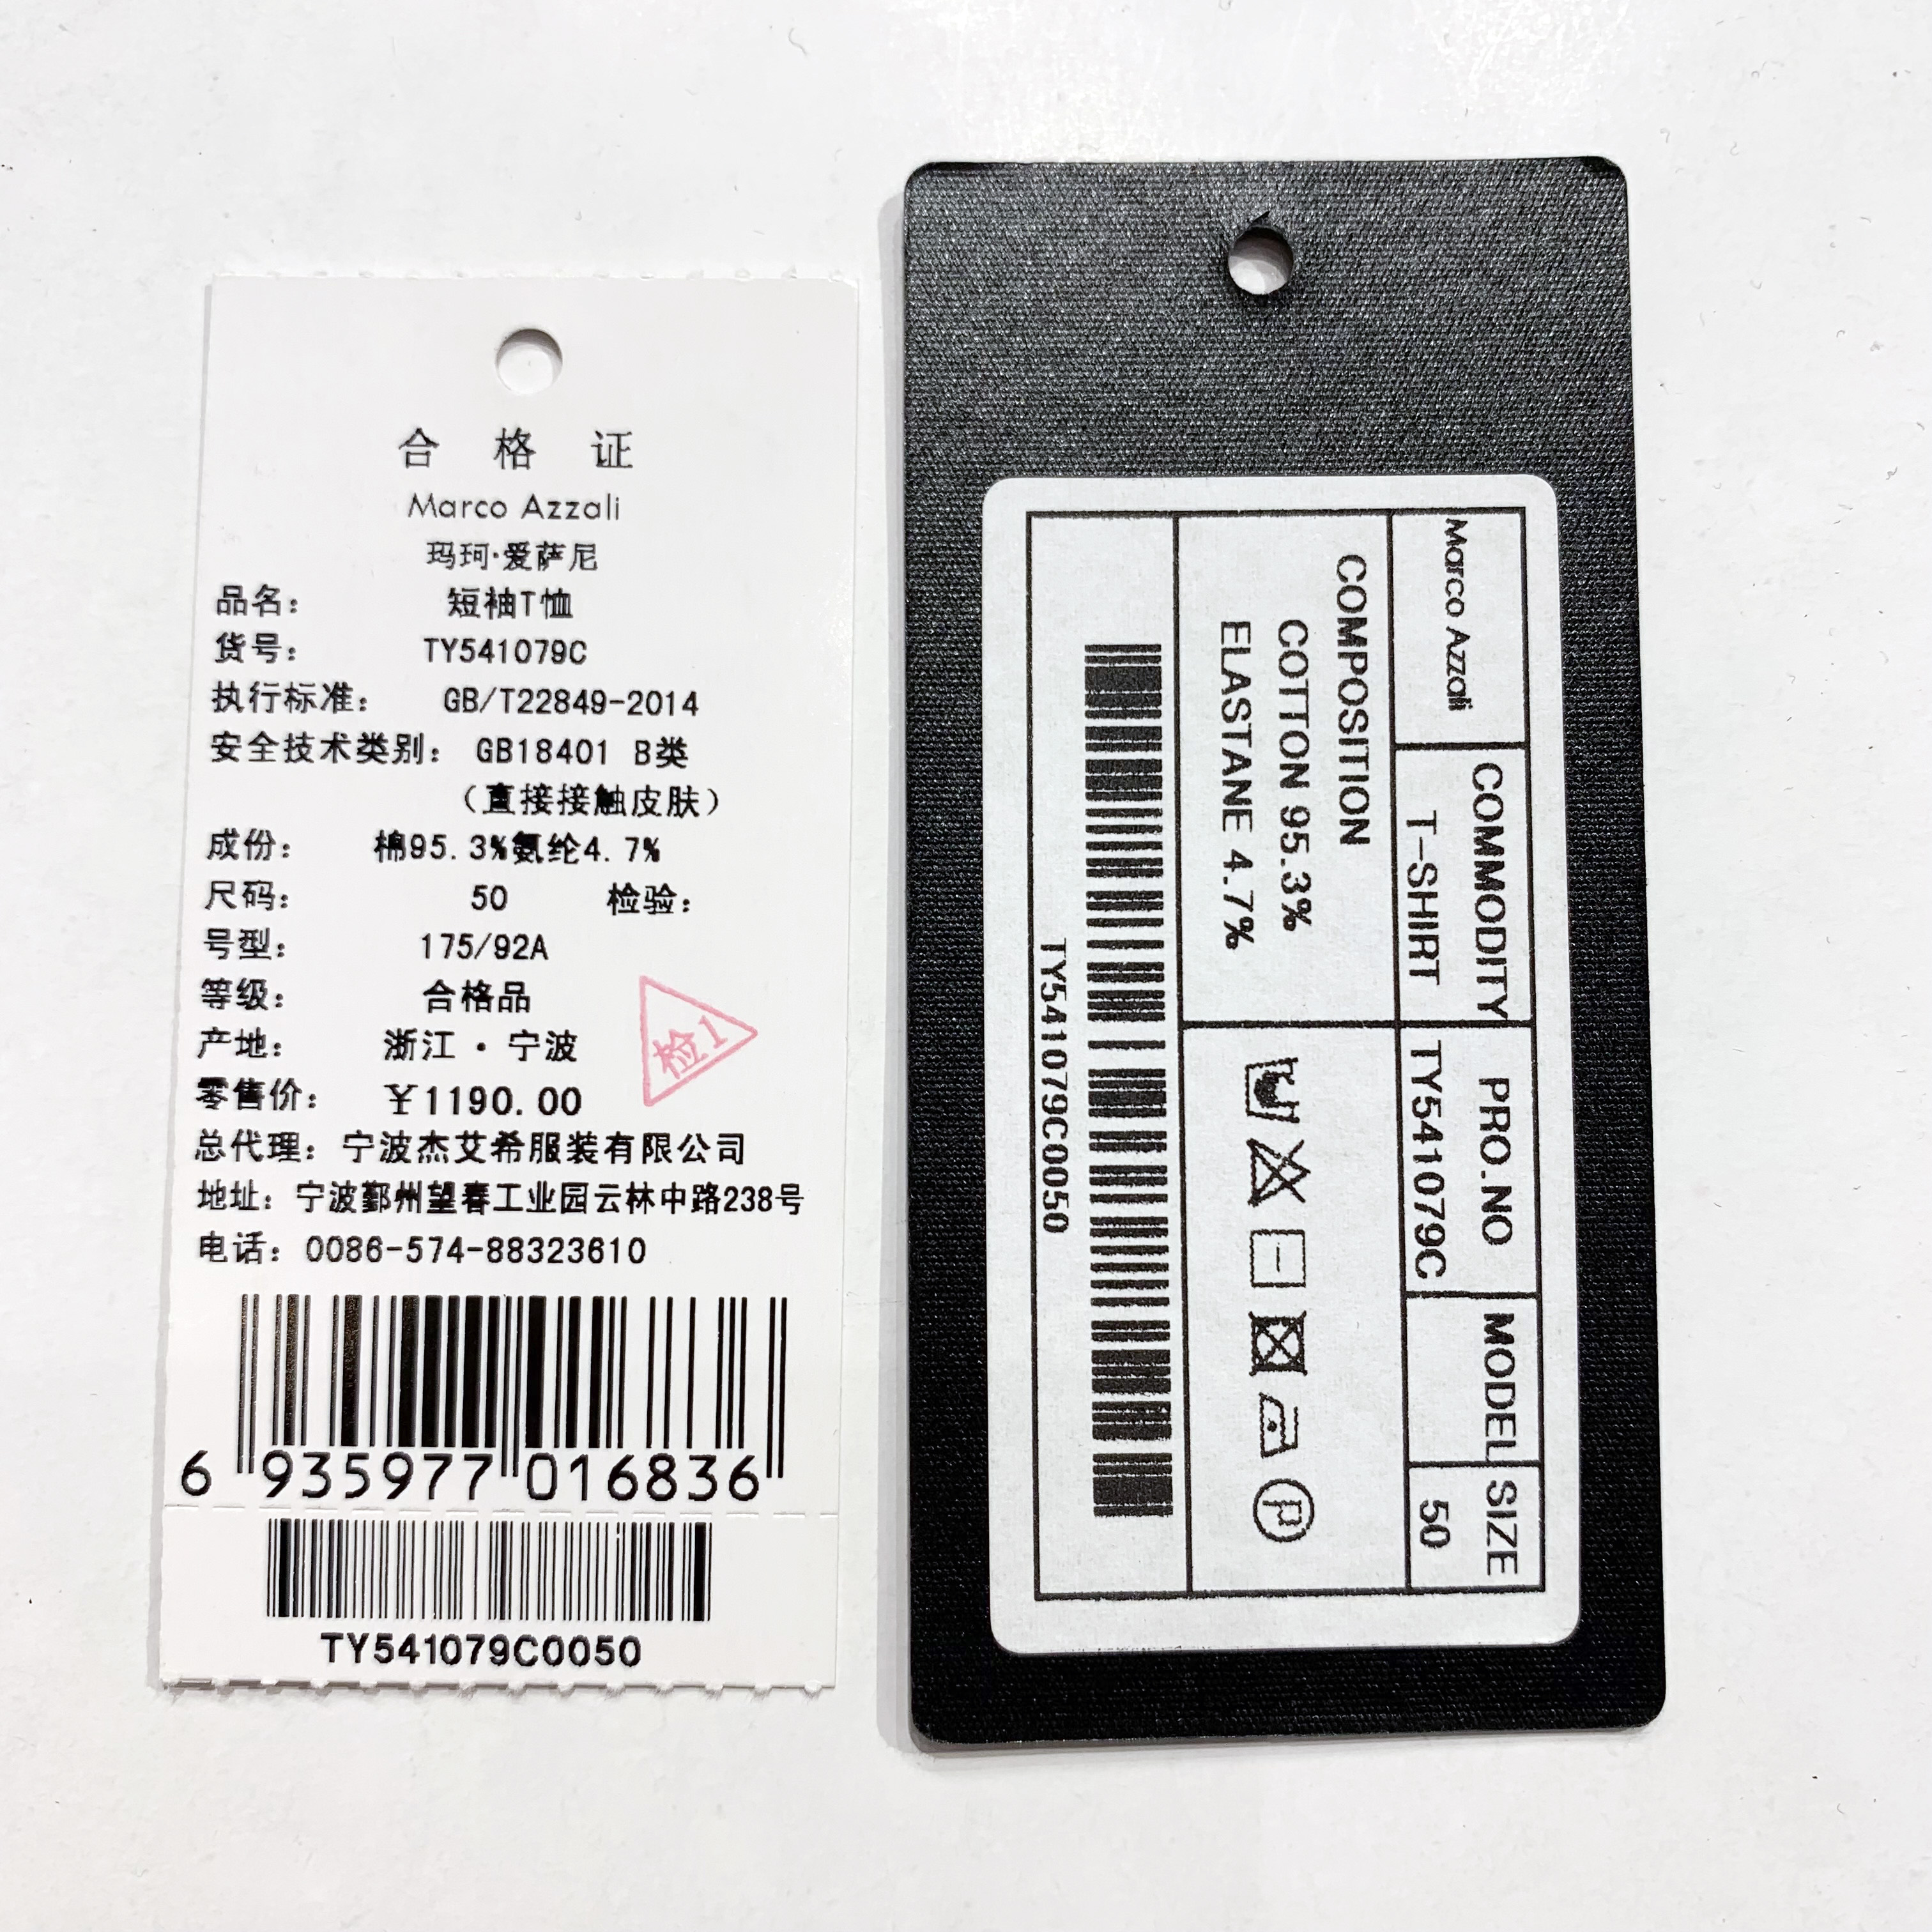 合 格 证
Marco Azzali
玛珂·爱萨尼
品名： 短袖T恤
货号： TY541079C
执行标准： GB/T22849-2014
安全技术类别： GB18401 B类
（直接接触皮肤）
成份： 棉95.3%氨纶4.7%
尺码： 50 检验：
号型： 175/92A
等级： 合格品
产地： 浙江·宁波
检1
零售价： ¥1190.00
总代理：宁波杰艾希服装有限公司
地址：宁波鄞州望春工业园云林中路238号
电话：0086-574-88323610
6 935977 016836
TY541079C0050
Marco Azzali
COMMODITY
T-SHIRT
PRO.NO
TY541079C
MODEL
SIZE
50
COMPOSITION
COTTON 95.3%
ELASTANE 4.7%
P
TY541079C0050